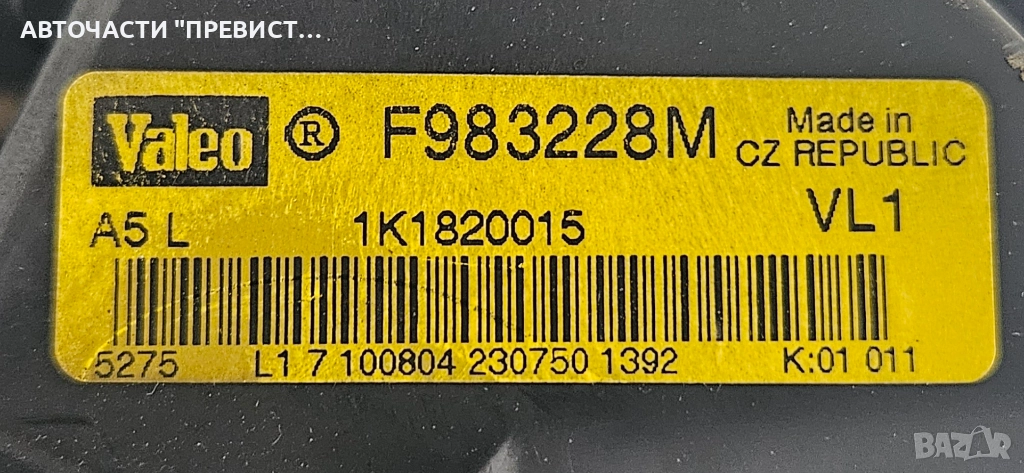 АВТОЧАСТИ "ПРЕВИСТ...
Valeo ® F983228M Made in
CZ REPUBLIC
A5 L 1K1820015 VL1
5275 L1 7 100804 230750 1392 K:01 011
BAZAR